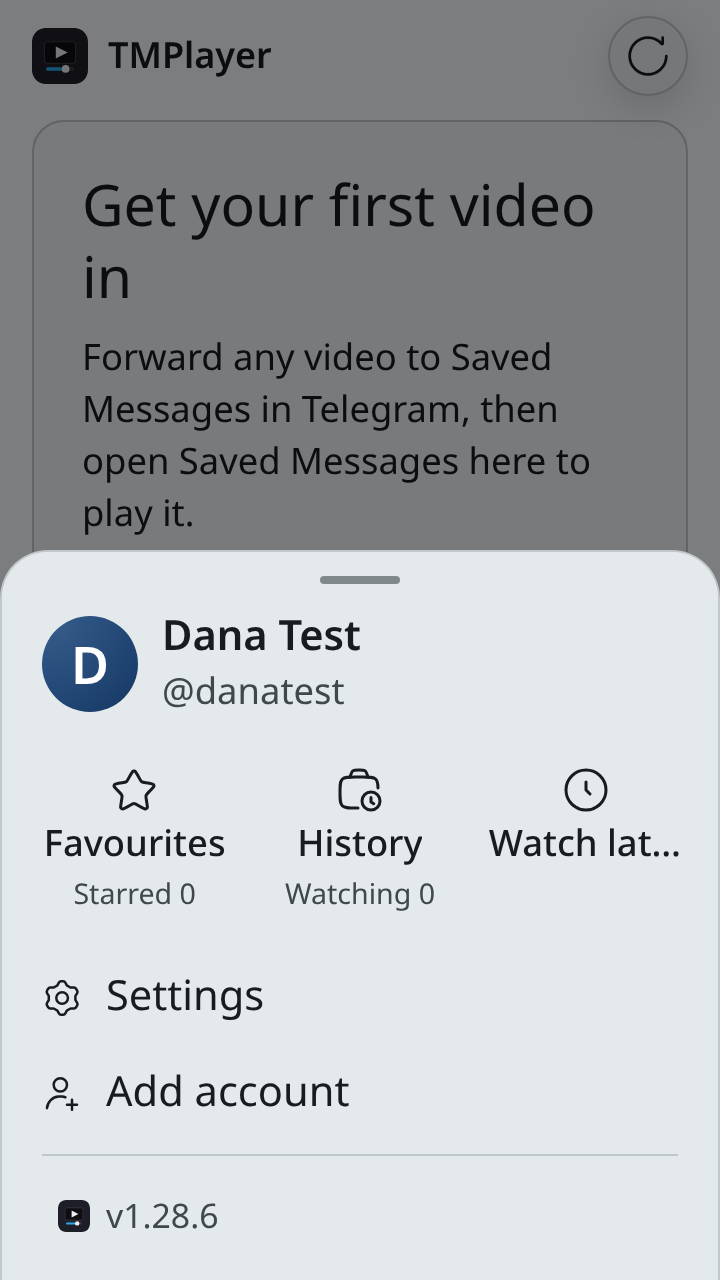 TMPlayer
Get your first video
in
Forward any video to Saved
Messages in Telegram, then
open Saved Messages here to
play it.
D
Dana Test
@danatest
Favourites
Starred 0
History
Watching 0
Watch lat...
Settings
Add account
v1.28.6